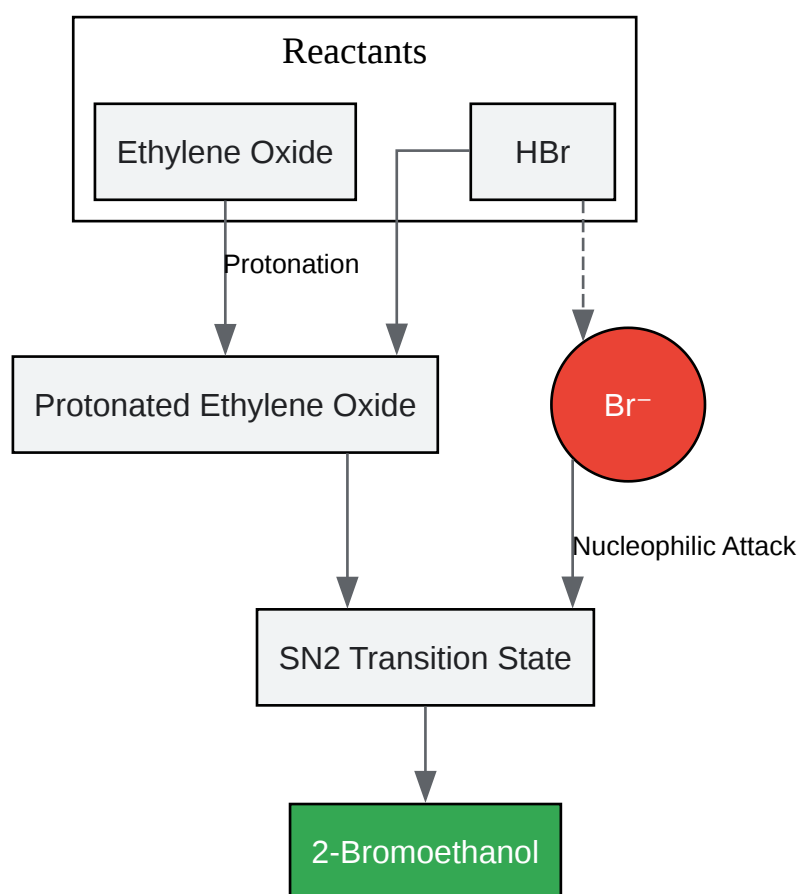 Reactants
Ethylene Oxide
HBr
Protonation
Protonated Ethylene Oxide
Br⁻
Nucleophilic Attack
SN2 Transition State
2-Bromoethanol